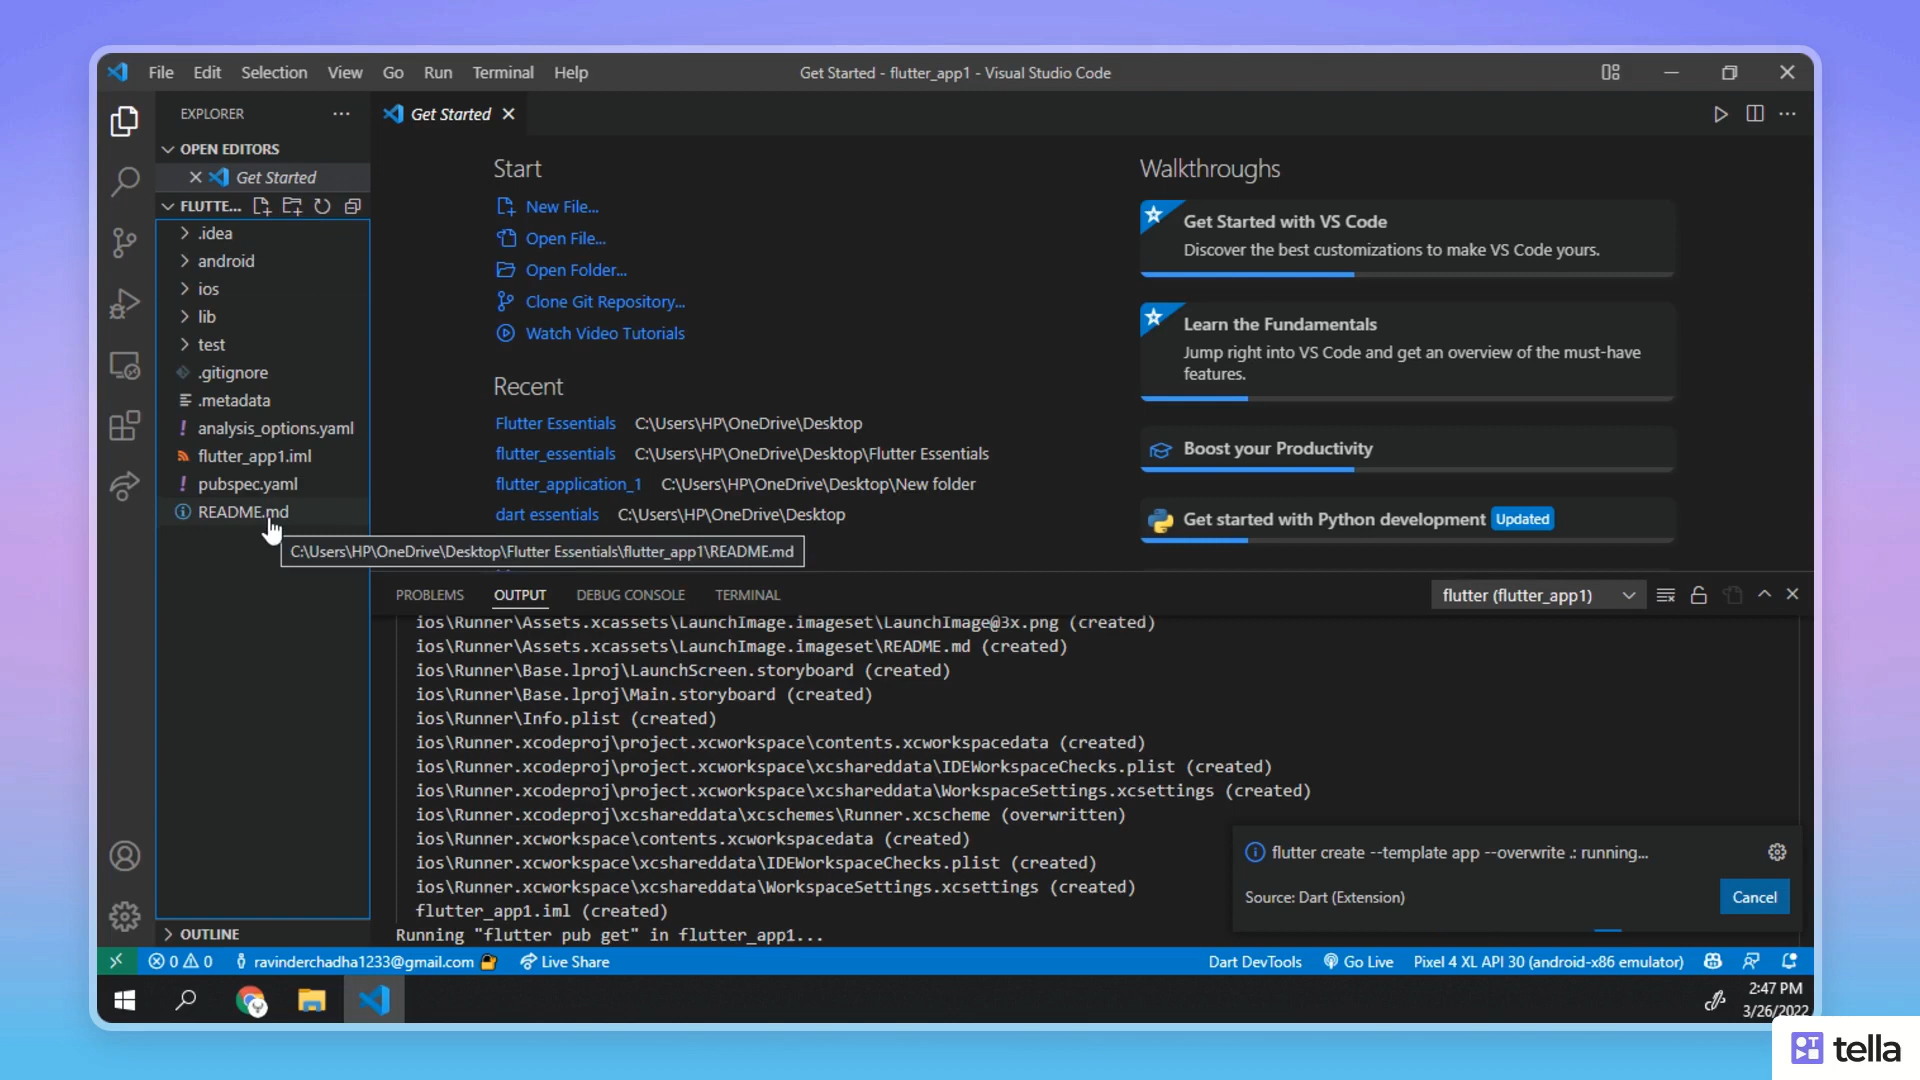 File Edit Selection View Go Run Terminal Help
Get Started - flutter_app1 - Visual Studio Code
EXPLORER
Get Started
OPEN EDITORS
Get Started
FLUTTE...
.idea
android
ios
lib
test
.gitignore
.metadata
analysis_options.yaml
flutter_app1.iml
pubspec.yaml
README.md
OUTLINE
Start
New File...
Open File...
Open Folder...
Clone Git Repository...
Watch Video Tutorials
Recent
Flutter Essentials C:\Users\HP\OneDrive\Desktop
flutter_essentials C:\Users\HP\OneDrive\Desktop\Flutter Essentials
flutter_application_1 C:\Users\HP\OneDrive\Desktop\New folder
dart essentials C:\Users\HP\OneDrive\Desktop
C:\Users\HP\OneDrive\Desktop\Flutter Essentials\flutter_app1\README.md
Walkthroughs
Get Started with VS Code
Discover the best customizations to make VS Code yours.
Learn the Fundamentals
Jump right into VS Code and get an overview of the must-have
features.
Boost your Productivity
Get started with Python development Updated
PROBLEMS OUTPUT DEBUG CONSOLE TERMINAL
flutter (flutter_app1)
ios\Runner\Assets.xcassets\LaunchImage.imageset\LaunchImage@3x.png (created)
ios\Runner\Assets.xcassets\LaunchImage.imageset\README.md (created)
ios\Runner\Base.lproj\LaunchScreen.storyboard (created)
ios\Runner\Base.lproj\Main.storyboard (created)
ios\Runner\Info.plist (created)
ios\Runner.xcodeproj\project.xcworkspace\contents.xcworkspacedata (created)
ios\Runner.xcodeproj\project.xcworkspace\xcshareddata\IDEWorkspaceChecks.plist (created)
ios\Runner.xcodeproj\project.xcworkspace\xcshareddata\WorkspaceSettings.xcsettings (created)
ios\Runner.xcodeproj\xcshareddata\xcschemes\Runner.xcscheme (overwritten)
ios\Runner.xcworkspace\contents.xcworkspacedata (created)
ios\Runner.xcworkspace\xcshareddata\IDEWorkspaceChecks.plist (created)
ios\Runner.xcworkspace\xcshareddata\WorkspaceSettings.xcsettings (created)
flutter_app1.iml (created)
Running "flutter pub get" in flutter_app1...
flutter create --template app --overwrite .: running...
Source: Dart (Extension)
Cancel
0 0 ravinderchadha1233@gmail.com Live Share
Dart DevTools Go Live Pixel 4 XL API 30 (android-x86 emulator)
2:47 PM
3/26/2022
tella